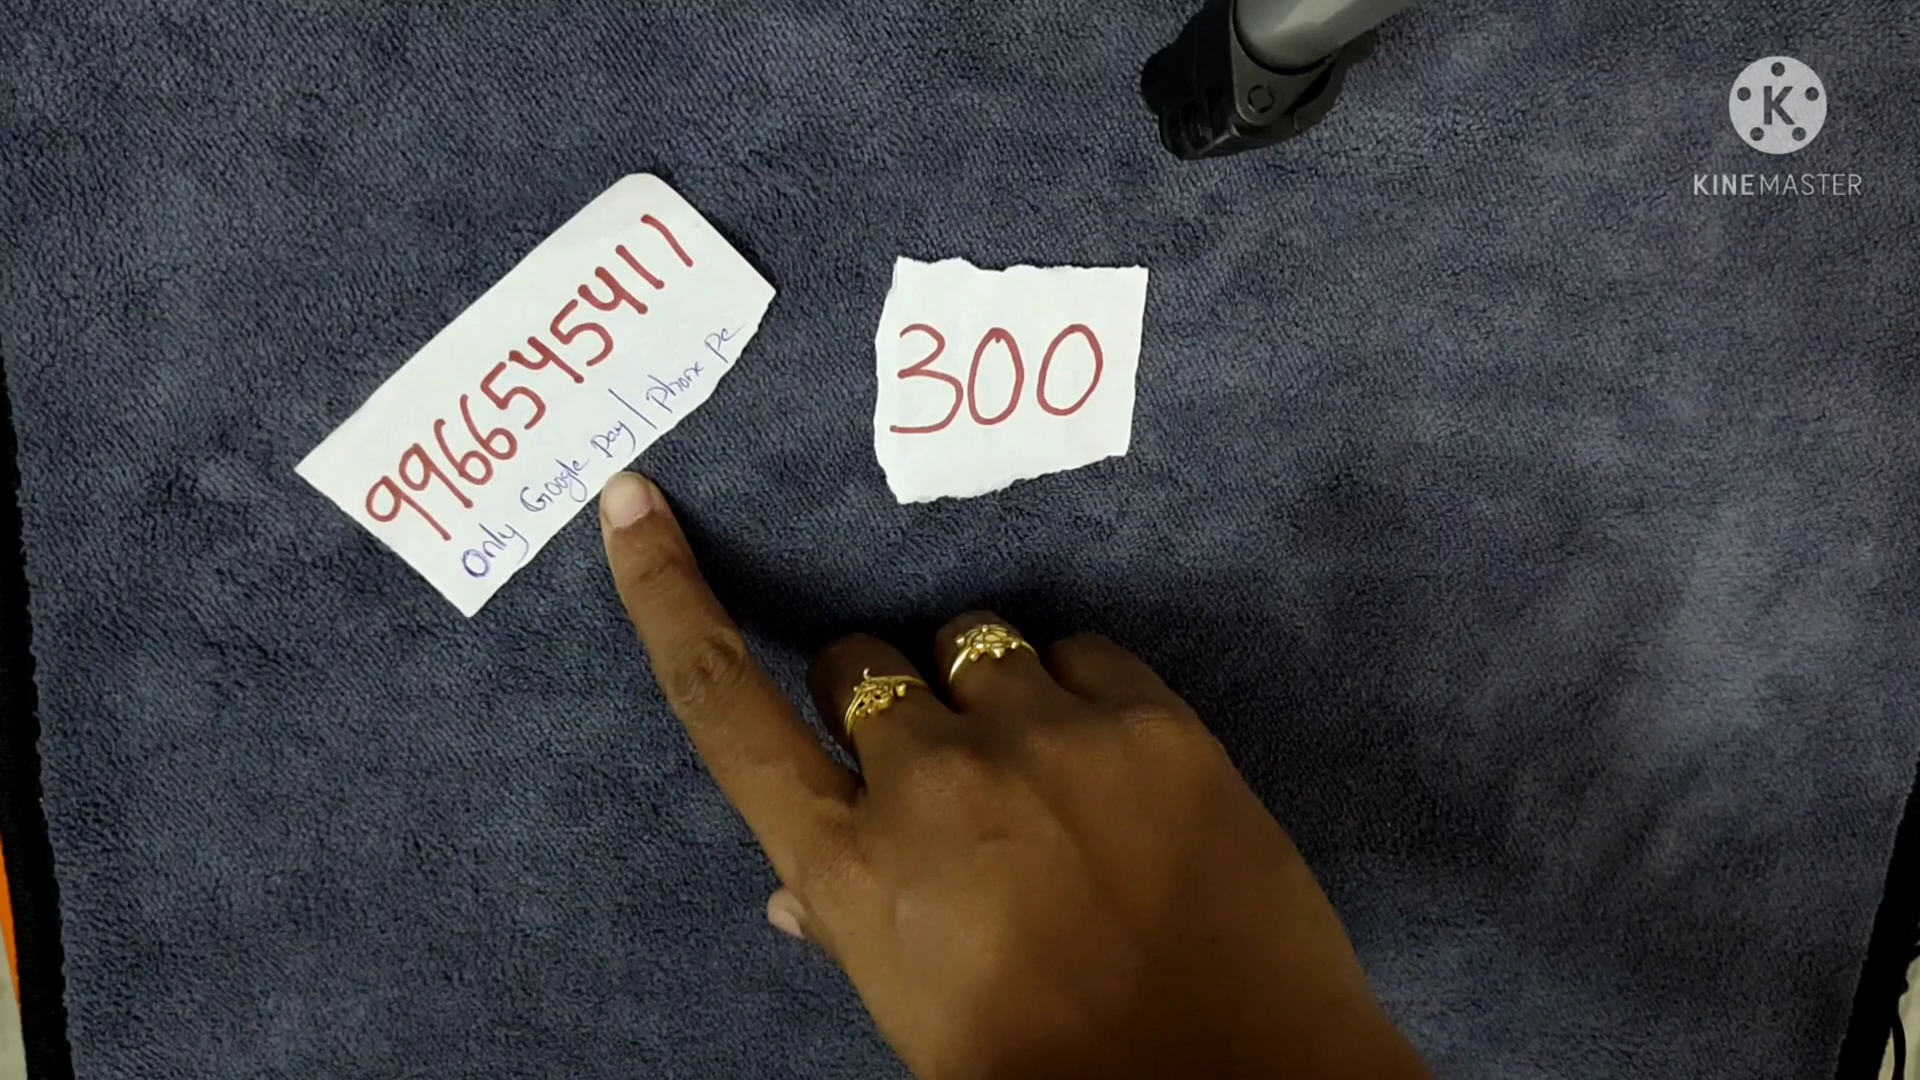 9966545411
Only Google Pay / Phone Pe
300
K
KINEMASTER